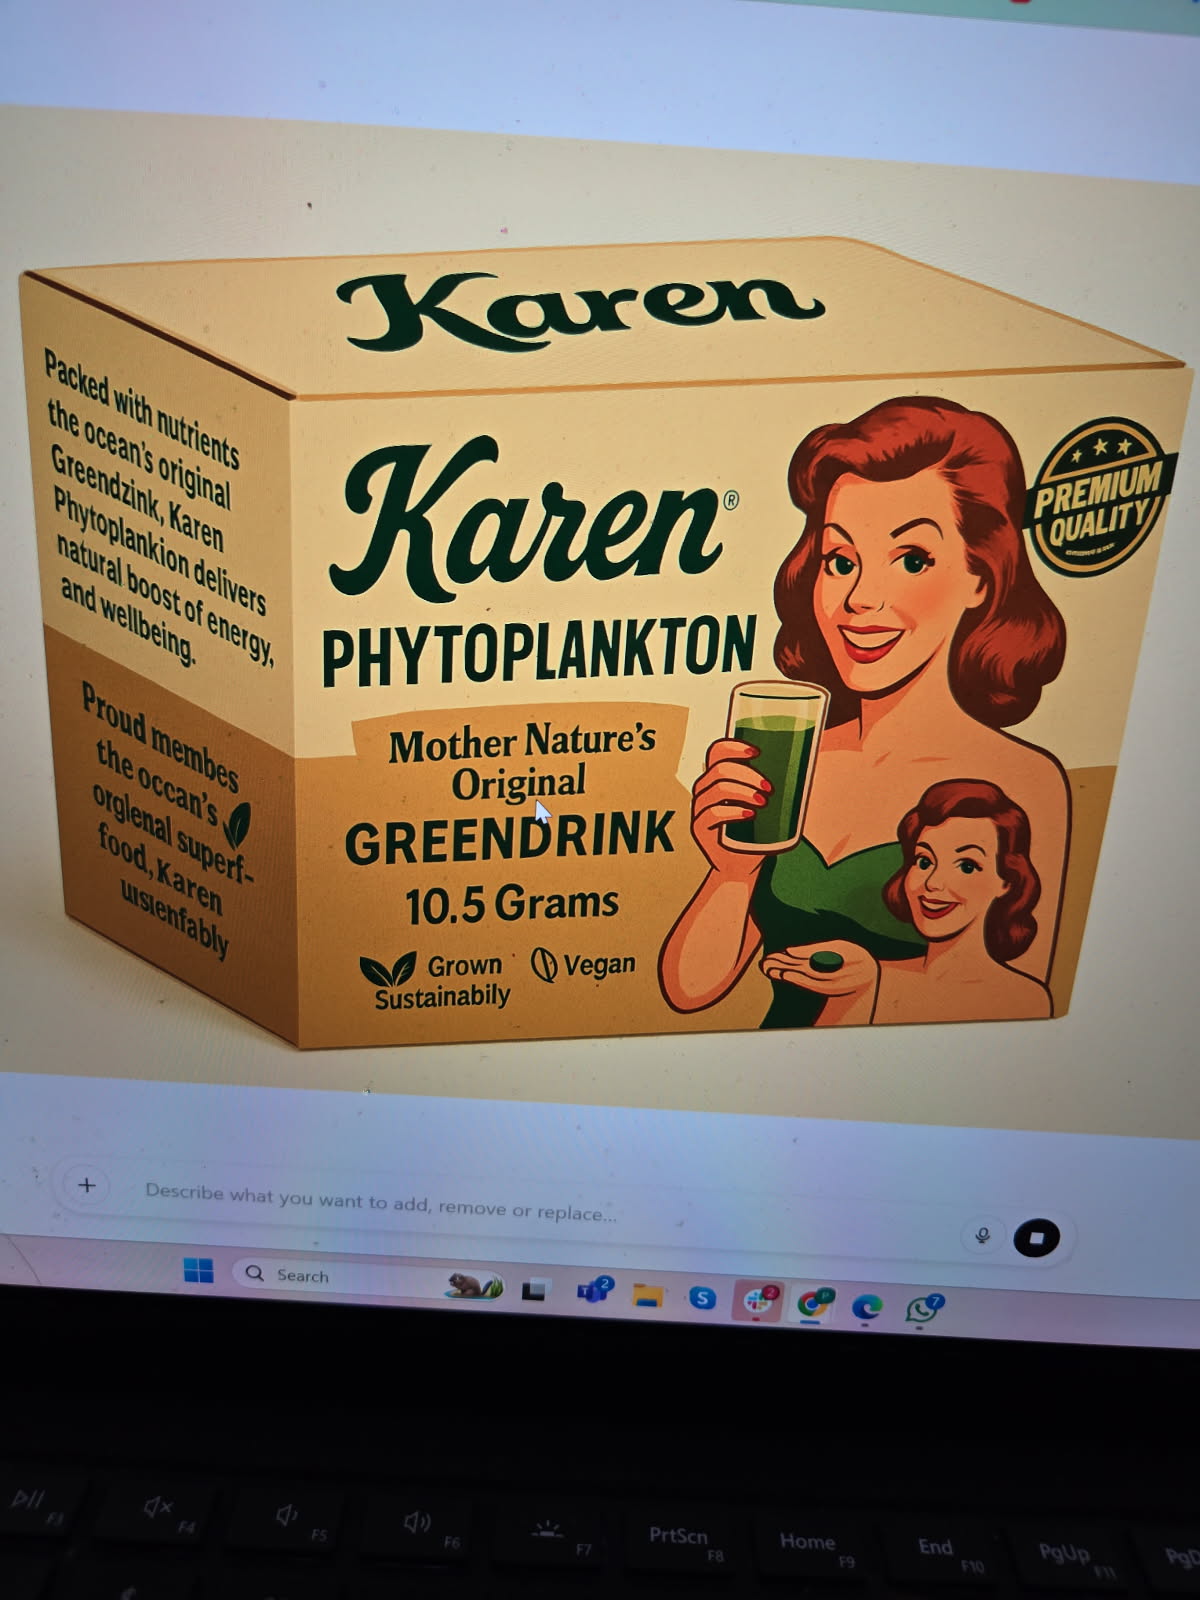 Karen
Packed with nutrients
the ocean's original
Greendzink, Karen
Phytoplankion delivers
natural boost of energy,
and wellbeing.
Proud membes
the occan's
orglenal superf-
food, Karen
Karen®
PHYTOPLANKTON
Mother Nature's
Original
GREENDRINK
10.5 Grams
Grown
Sustainabily
Vegan
PREMIUM
QUALITY
+
Describe what you want to add, remove or replace...
Search
2
S
2
P
7
F3
F4
F5
F6
F7
PrtScn
F8
Home
F9
End
F10
PgUp
F11